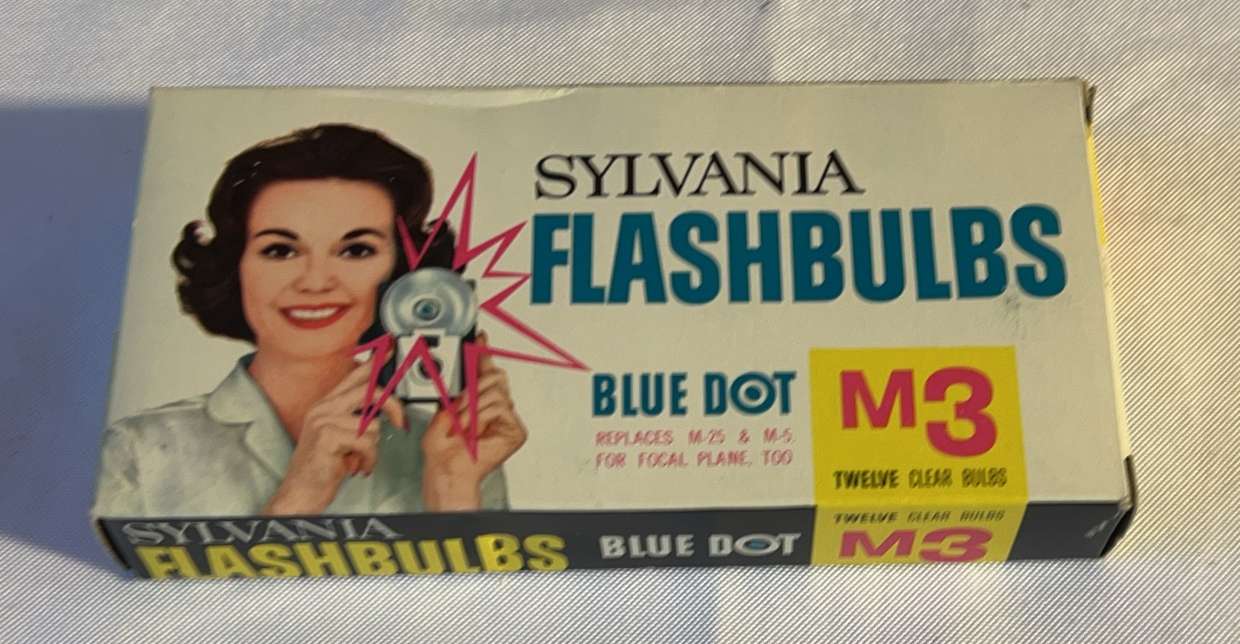 SYLVANIA
FLASHBULBS
BLUE DOT
REPLACES M-25 & M-5.
FOR FOCAL PLANE, TOO
M3
TWELVE CLEAR BULBS
SYLVANIA
FLASHBULBS
BLUE DOT
TWELVE CLEAR BULBS
M3